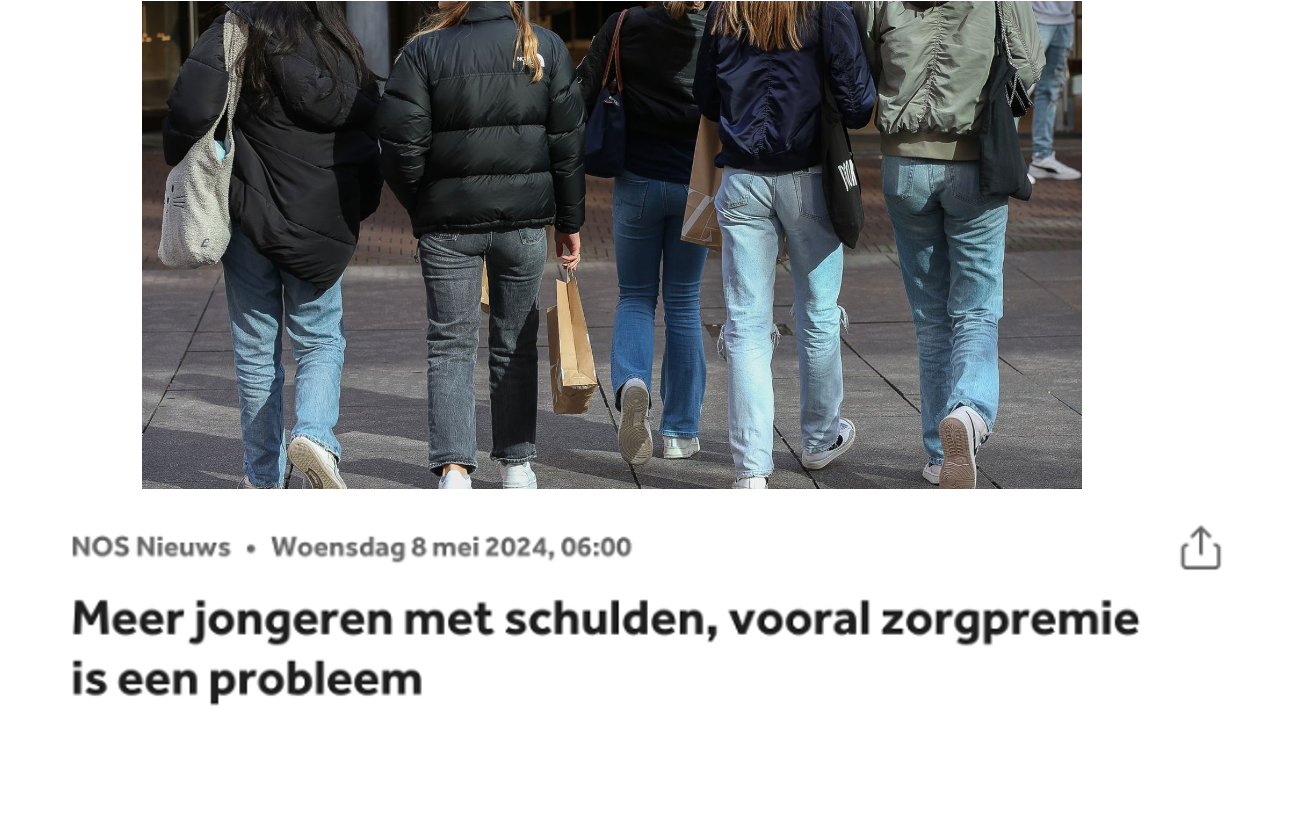 NOS Nieuws • Woensdag 8 mei 2024, 06:00
Meer jongeren met schulden, vooral zorgpremie
is een probleem